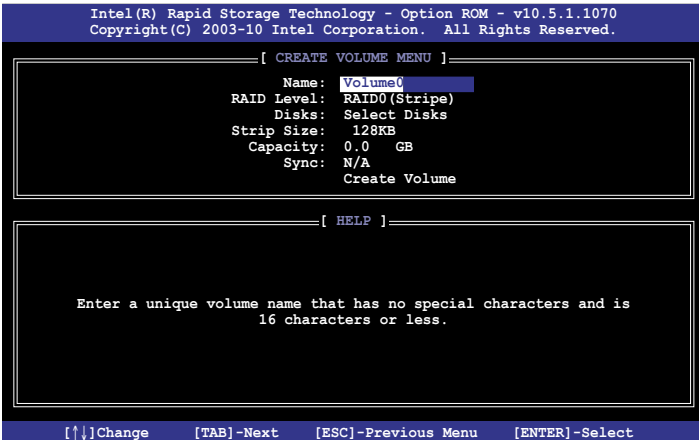 Intel(R) Rapid Storage Technology - Option ROM - v10.5.1.1070
Copyright(C) 2003-10 Intel Corporation.  All Rights Reserved.
[ CREATE VOLUME MENU ]
Name: Volume0
RAID Level: RAID0(Stripe)
Disks: Select Disks
Strip Size: 128KB
Capacity: 0.0 GB
Sync: N/A
Create Volume
[ HELP ]
Enter a unique volume name that has no special characters and is
16 characters or less.
[↑↓]Change [TAB]-Next [ESC]-Previous Menu [ENTER]-Select